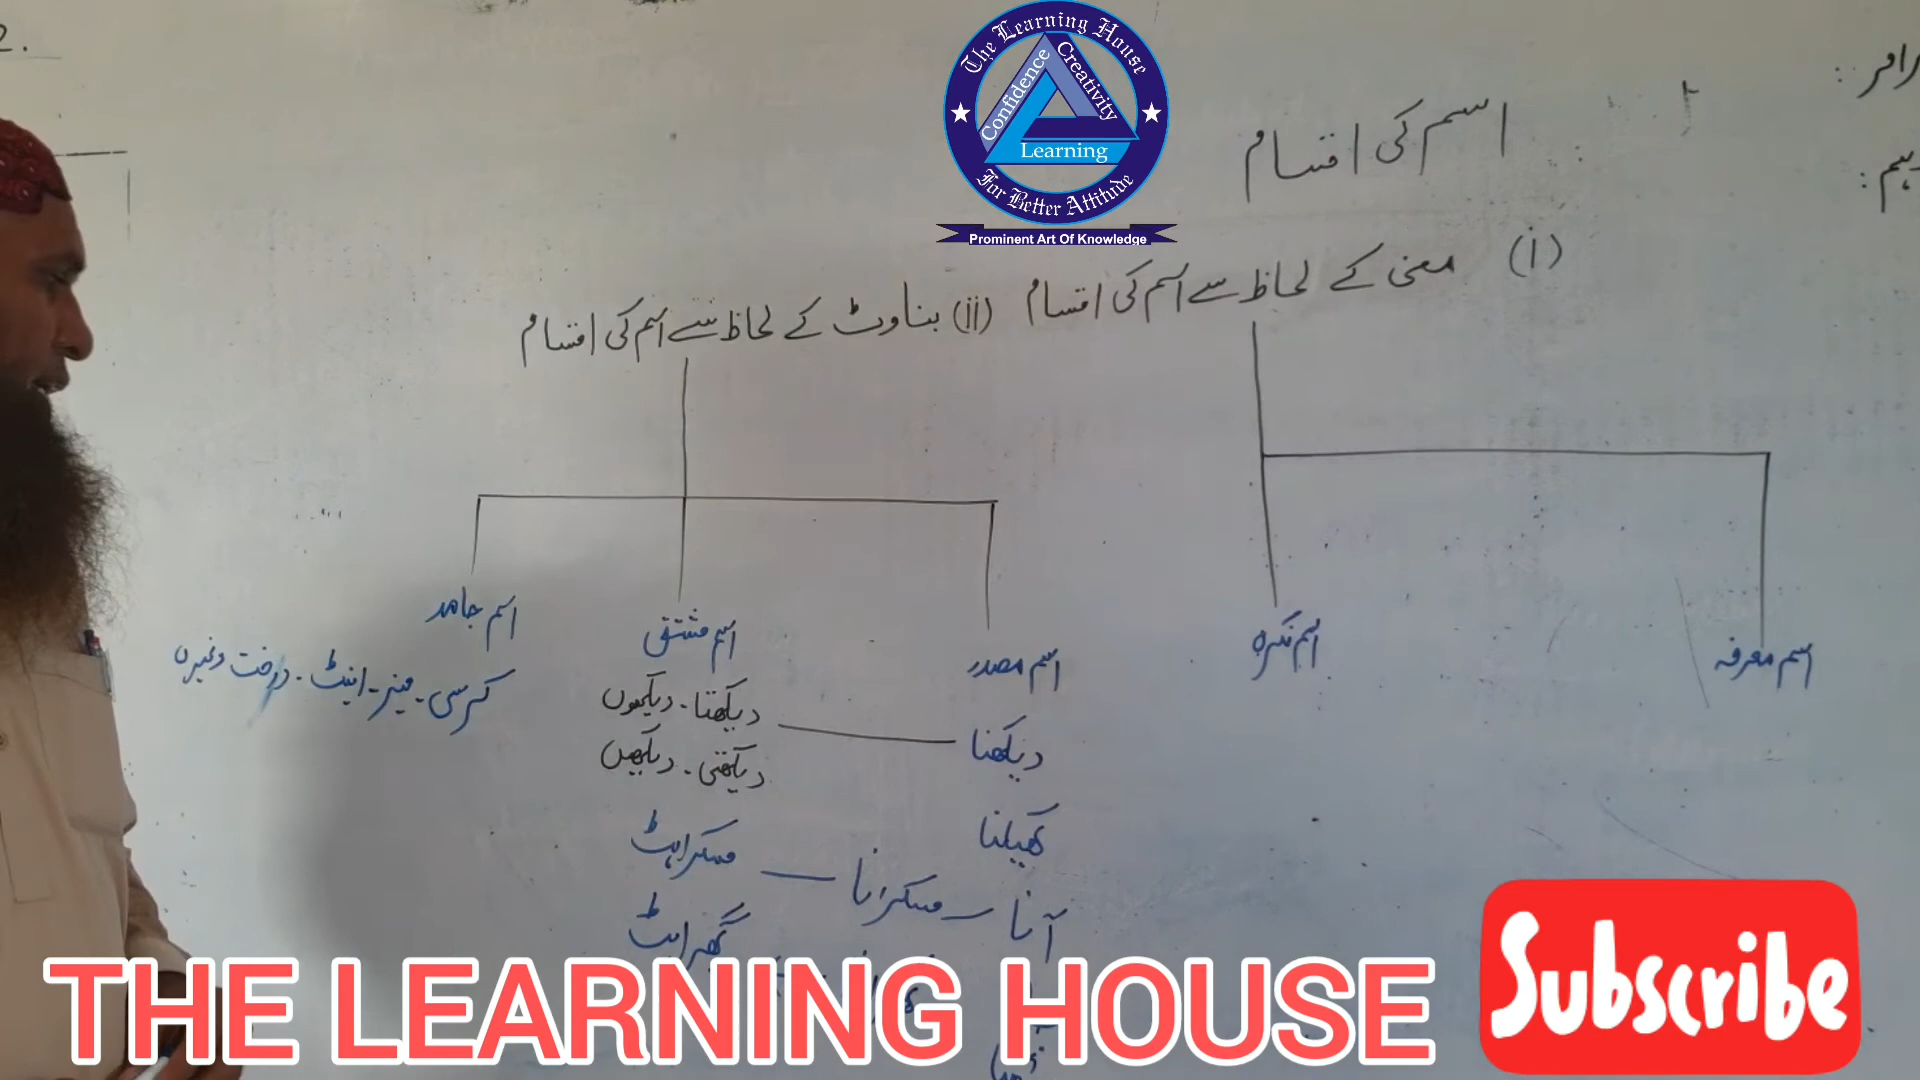 The Learning House
Confidence
Creativity
Learning
For Better Attitude
Prominent Art Of Knowledge
اسم کی اقسام
(i) معنی کے لحاظ سے اسم کی اقسام
(ii) بناوٹ کے لحاظ سے اسم کی اقسام
اسم معرفہ
اسم نکرہ
اسم مصدر
اسم مشتق
اسم جامد
کرسی۔ میز۔ اینٹ۔ درخت وغیرہ
دیکھنا
دیکھتا۔ دیکھوں
دیکھتی۔ دیکھیں
کھیلنا
آنا – مسکرانا – مسکراہٹ
گھبراہٹ
THE LEARNING HOUSE
Subscribe